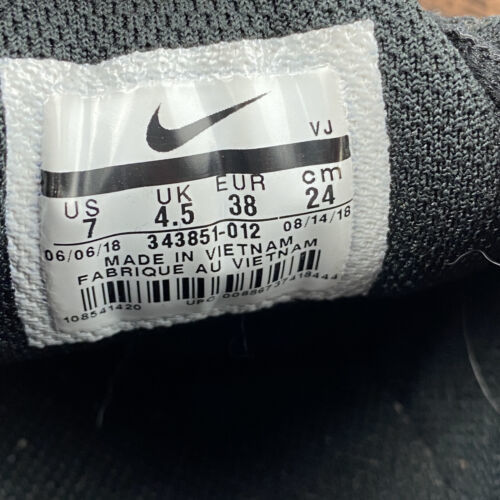 VJ
US UK EUR cm
7 4.5 38 24
06/06/18 343851-012 08/14/18
MADE IN VIETNAM
FABRIQUE AU VIETNAM
108541420